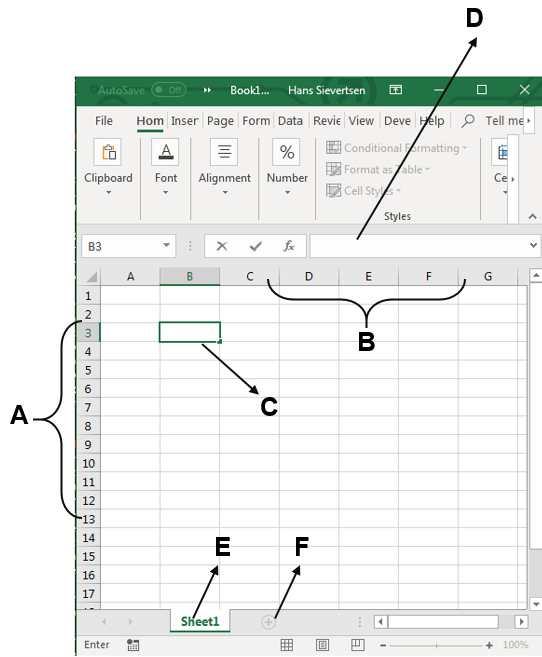 D
AutoSave Off Book1... Hans Sievertsen
File Hom Inser Page Form Data Revie View Deve Help Tell me
Clipboard Font Alignment Number
%
Conditional Formatting
Format as Table
Cell Styles
Styles
Ce
B3 fx
A B C D E F G
1
2
3
4
B
5
6
7
C
A
8
9
10
11
12
13
14
E F
15
16
17
18
Sheet1
Enter 100%